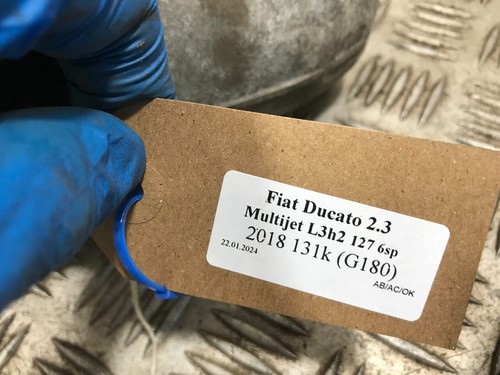 Fiat Ducato 2.3
Multijet L3h2 127 6sp
2018 131k (G180)
22.01.2024
AB/AC/OK